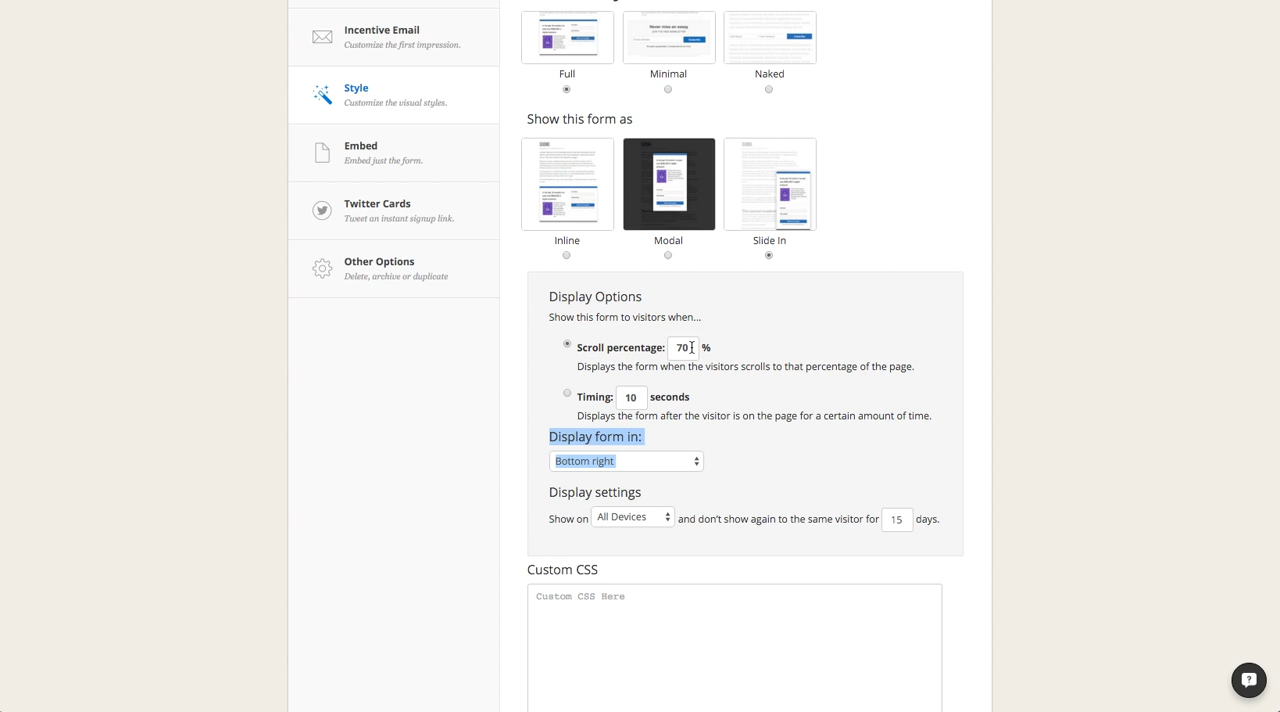 Incentive Email
Customize the first impression.
Style
Customize the visual styles.
Embed
Embed just the form.
Twitter Cards
Tweet an instant signup link.
Other Options
Delete, archive or duplicate
Never miss an essay
Full
Minimal
Naked
Show this form as
Inline
Modal
Slide In
Display Options
Show this form to visitors when...
Scroll percentage: 70 %
Displays the form when the visitors scrolls to that percentage of the page.
Timing: 10 seconds
Displays the form after the visitor is on the page for a certain amount of time.
Display form in:
Bottom right
Display settings
Show on All Devices and don't show again to the same visitor for 15 days.
Custom CSS
Custom CSS Here
?